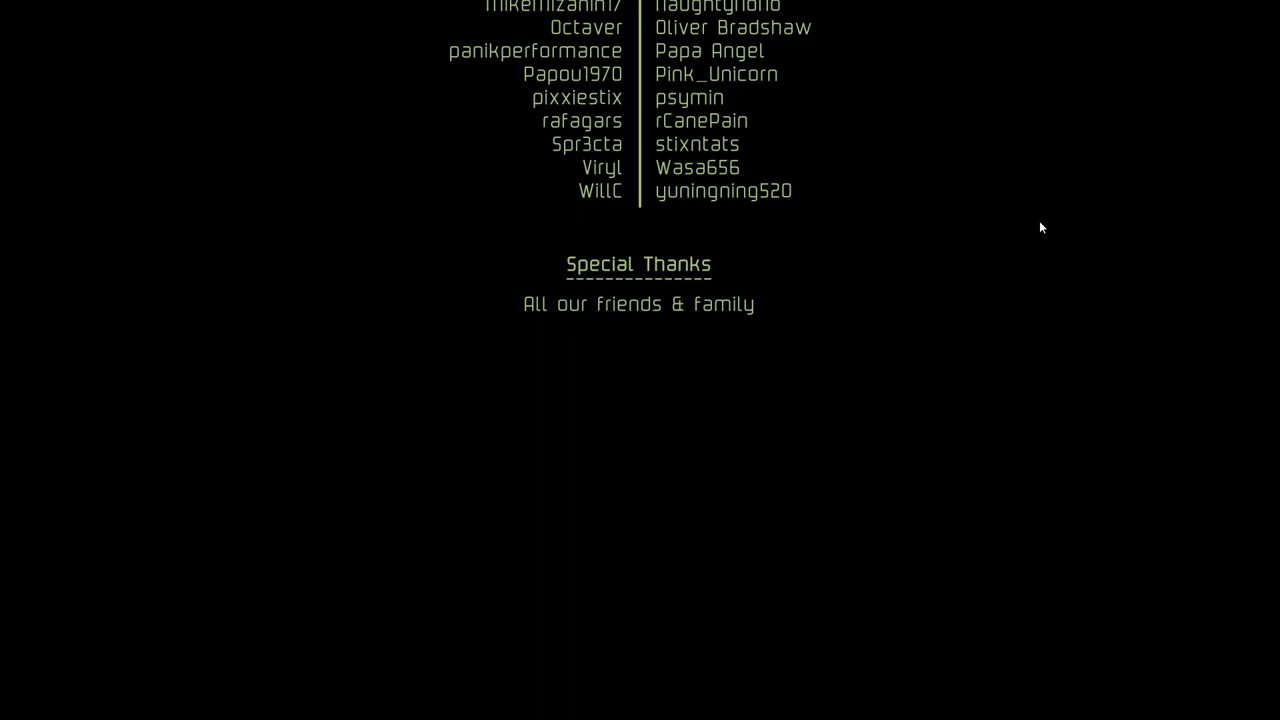 Octaver | Oliver Bradshaw
panikperformance | Papa Angel
Papou1970 | Pink_Unicorn
pixxiestix | psymin
rafagars | rCanePain
Spr3cta | stixntats
Viryl | Wasa656
WillC | yuningning520
Special Thanks
All our friends & family